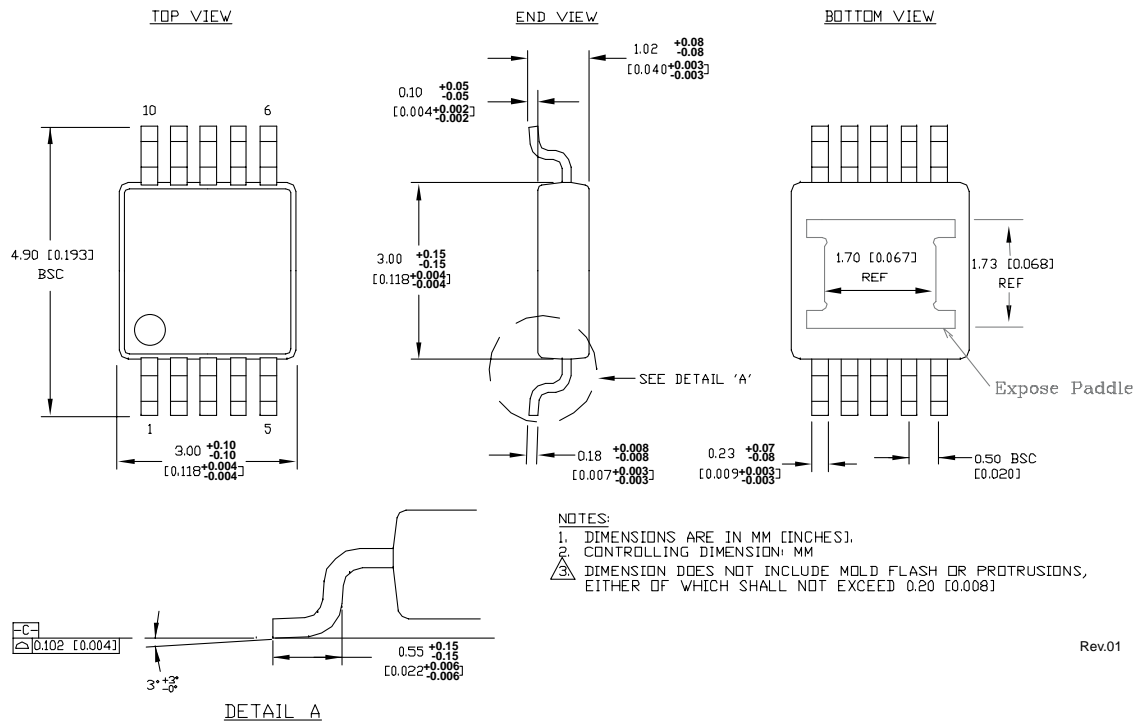 TOP VIEW
END VIEW
BOTTOM VIEW
1.02 +0.08 -0.08
[0.040+0.003 -0.003]
0.10 +0.05 -0.05
[0.004+0.002 -0.002]
10
6
4.90 [0.193]
BSC
3.00 +0.15 -0.15
[0.118+0.004 -0.004]
1.70 [0.067]
REF
1.73 [0.068]
REF
SEE DETAIL 'A'
Expose Paddle
1
5
3.00 +0.10 -0.10
[0.118+0.004 -0.004]
0.18 +0.008 -0.008
[0.007+0.003 -0.003]
0.23 +0.07 -0.08
[0.009+0.003 -0.003]
0.50 BSC
[0.020]
NOTES:
1. DIMENSIONS ARE IN MM [INCHES].
2. CONTROLLING DIMENSION: MM
3. DIMENSION DOES NOT INCLUDE MOLD FLASH OR PROTRUSIONS,
EITHER OF WHICH SHALL NOT EXCEED 0.20 [0.008]
-C-
0.102 [0.004]
3° +3° -0°
0.55 +0.15 -0.15
[0.022+0.006 -0.006]
Rev.01
DETAIL A